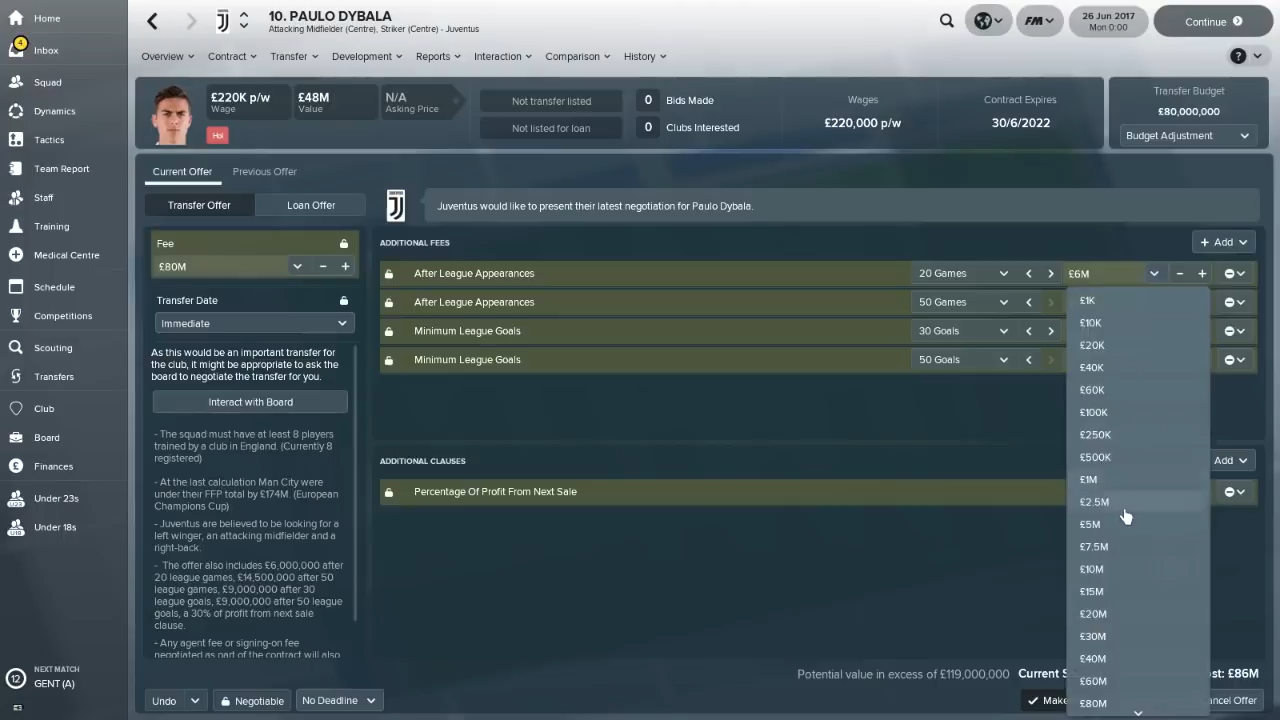 Home
4
Inbox
Squad
Dynamics
Tactics
Team Report
Staff
Training
Medical Centre
Schedule
Competitions
Scouting
Transfers
Club
Board
Finances
U23s
Under 23s
U18s
Under 18s
NEXT MATCH
12
GENT (A)
10. PAULO DYBALA
Attacking Midfielder (Centre), Striker (Centre) - Juventus
FM
26 Jun 2017
Mon 0:00
Continue
Overview
Contract
Transfer
Development
Reports
Interaction
Comparison
History
?
£220K p/w
Wage
£48M
Value
N/A
Asking Price
Hol
Not transfer listed
Not listed for loan
0 Bids Made
0 Clubs Interested
Wages
£220,000 p/w
Contract Expires
30/6/2022
Transfer Budget
£80,000,000
Budget Adjustment
Current Offer
Previous Offer
Transfer Offer
Loan Offer
Fee
£80M
Transfer Date
Immediate
As this would be an important transfer for
the club, it might be appropriate to ask the
board to negotiate the transfer for you.
Interact with Board
- The squad must have at least 8 players
trained by a club in England. (Currently 8
registered)
- At the last calculation Man City were
under their FFP total by £174M. (European
Champions Cup)
- Juventus are believed to be looking for a
left winger, an attacking midfielder and a
right-back.
- The offer also includes £6,000,000 after
20 league games, £14,500,000 after 50
league games, £9,000,000 after 30
league goals, £9,000,000 after 50 league
goals, a 30% of profit from next sale
clause.
- Any agent fee or signing-on fee
negotiated as part of the contract will also
Juventus would like to present their latest negotiation for Paulo Dybala.
ADDITIONAL FEES
Add
After League Appearances 20 Games £6M
After League Appearances 50 Games
Minimum League Goals 30 Goals
Minimum League Goals 50 Goals
£1K
£10K
£20K
£40K
£60K
£100K
£250K
£500K
£1M
£2.5M
£5M
£7.5M
£10M
£15M
£20M
£30M
£40M
£60M
£80M
ADDITIONAL CLAUSES
Add
Percentage Of Profit From Next Sale
Potential value in excess of £119,000,000 Current S st: £86M
Undo
Negotiable
No Deadline
Make
ancel Offer